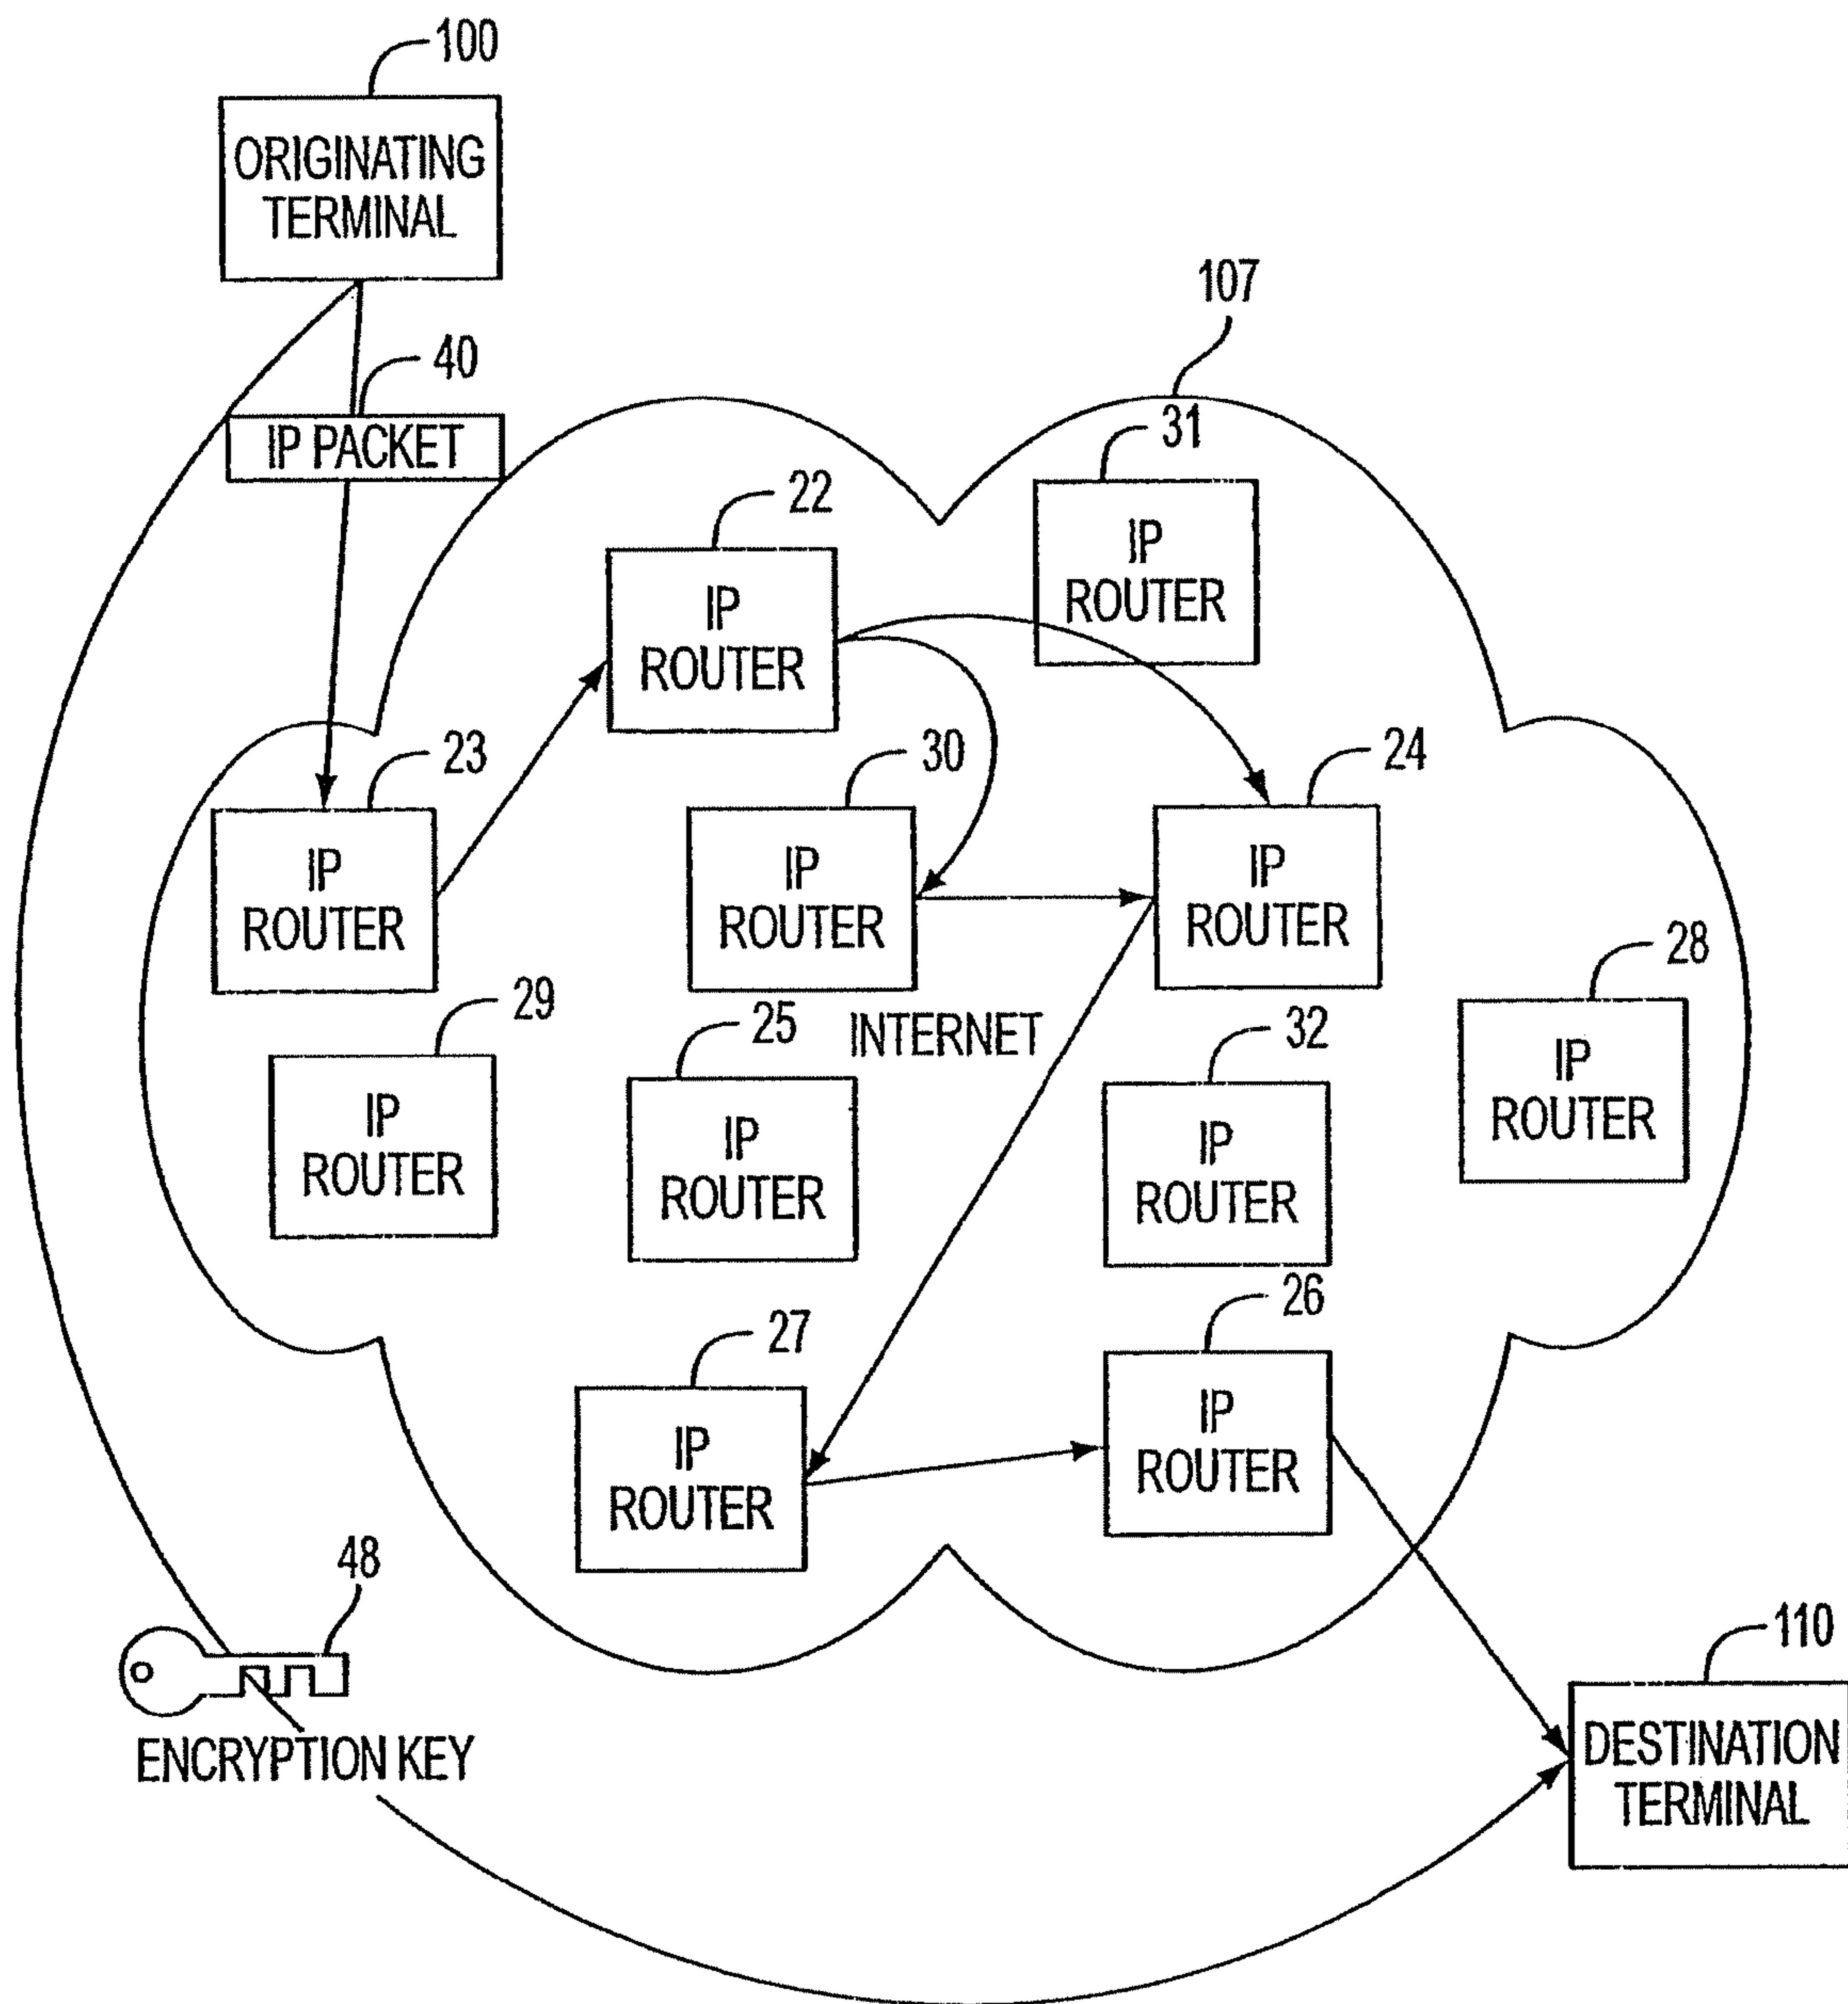 100
ORIGINATING
TERMINAL
107
40
IP PACKET
31
IP
ROUTER
22
IP
ROUTER
23
IP
ROUTER
30
IP
ROUTER
24
IP
ROUTER
28
IP
ROUTER
29
IP
ROUTER
25
IP
ROUTER
INTERNET
32
IP
ROUTER
27
IP
ROUTER
26
IP
ROUTER
48
ENCRYPTION KEY
110
DESTINATION
TERMINAL